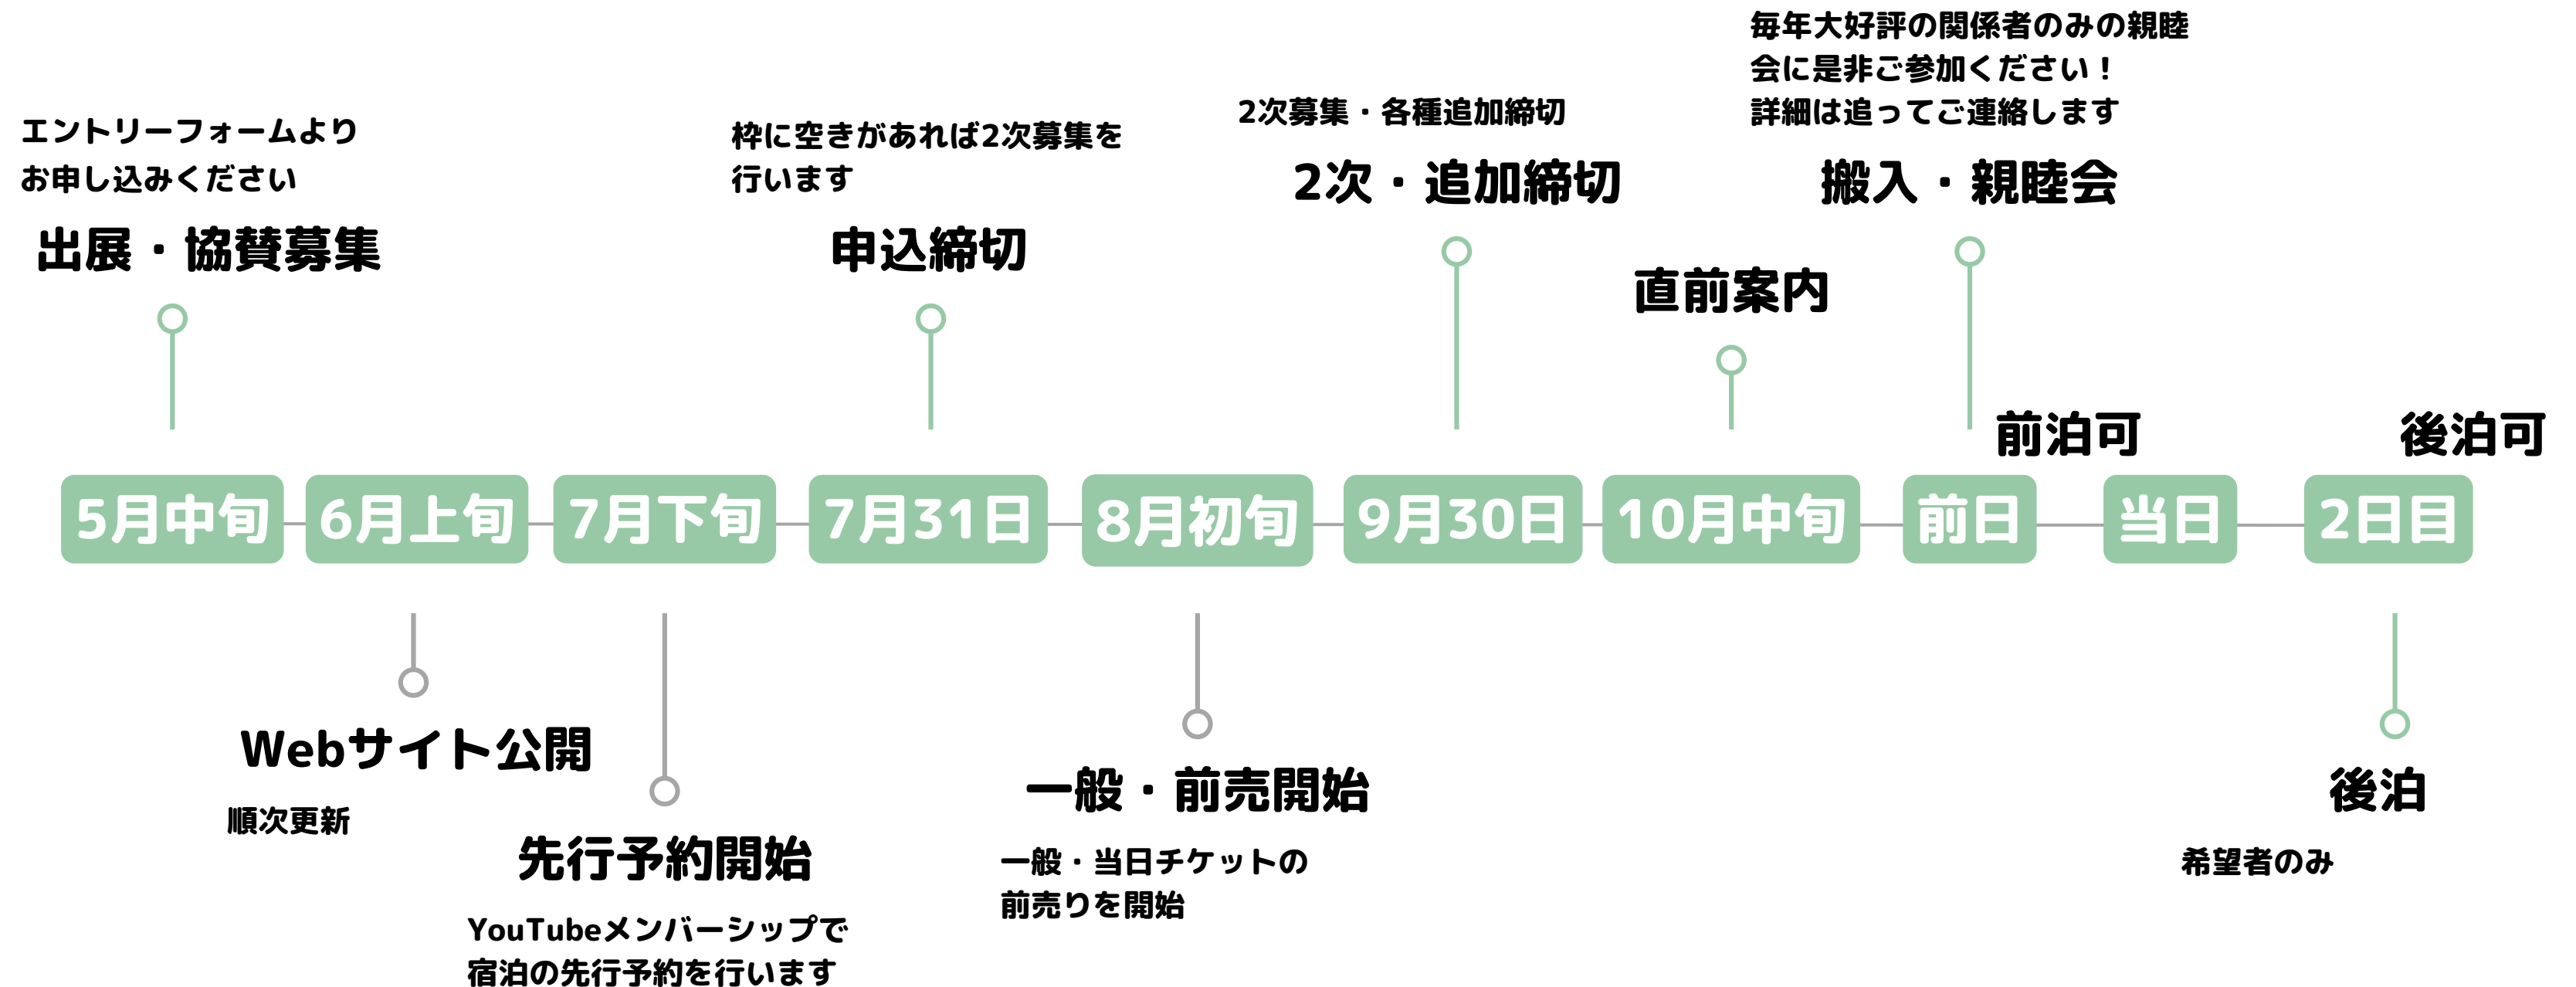 エントリーフォームより
お申し込みください
出展・協賛募集
枠に空きがあれば2次募集を
行います
申込締切
2次募集・各種追加締切
2次・追加締切
直前案内
毎年大好評の関係者のみの親睦
会に是非ご参加ください！
詳細は追ってご連絡します
搬入・親睦会
前泊可
後泊可
5月中旬
6月上旬
7月下旬
7月31日
8月初旬
9月30日
10月中旬
前日
当日
2日目
Webサイト公開
順次更新
先行予約開始
YouTubeメンバーシップで
宿泊の先行予約を行います
一般・前売開始
一般・当日チケットの
前売りを開始
後泊
希望者のみ